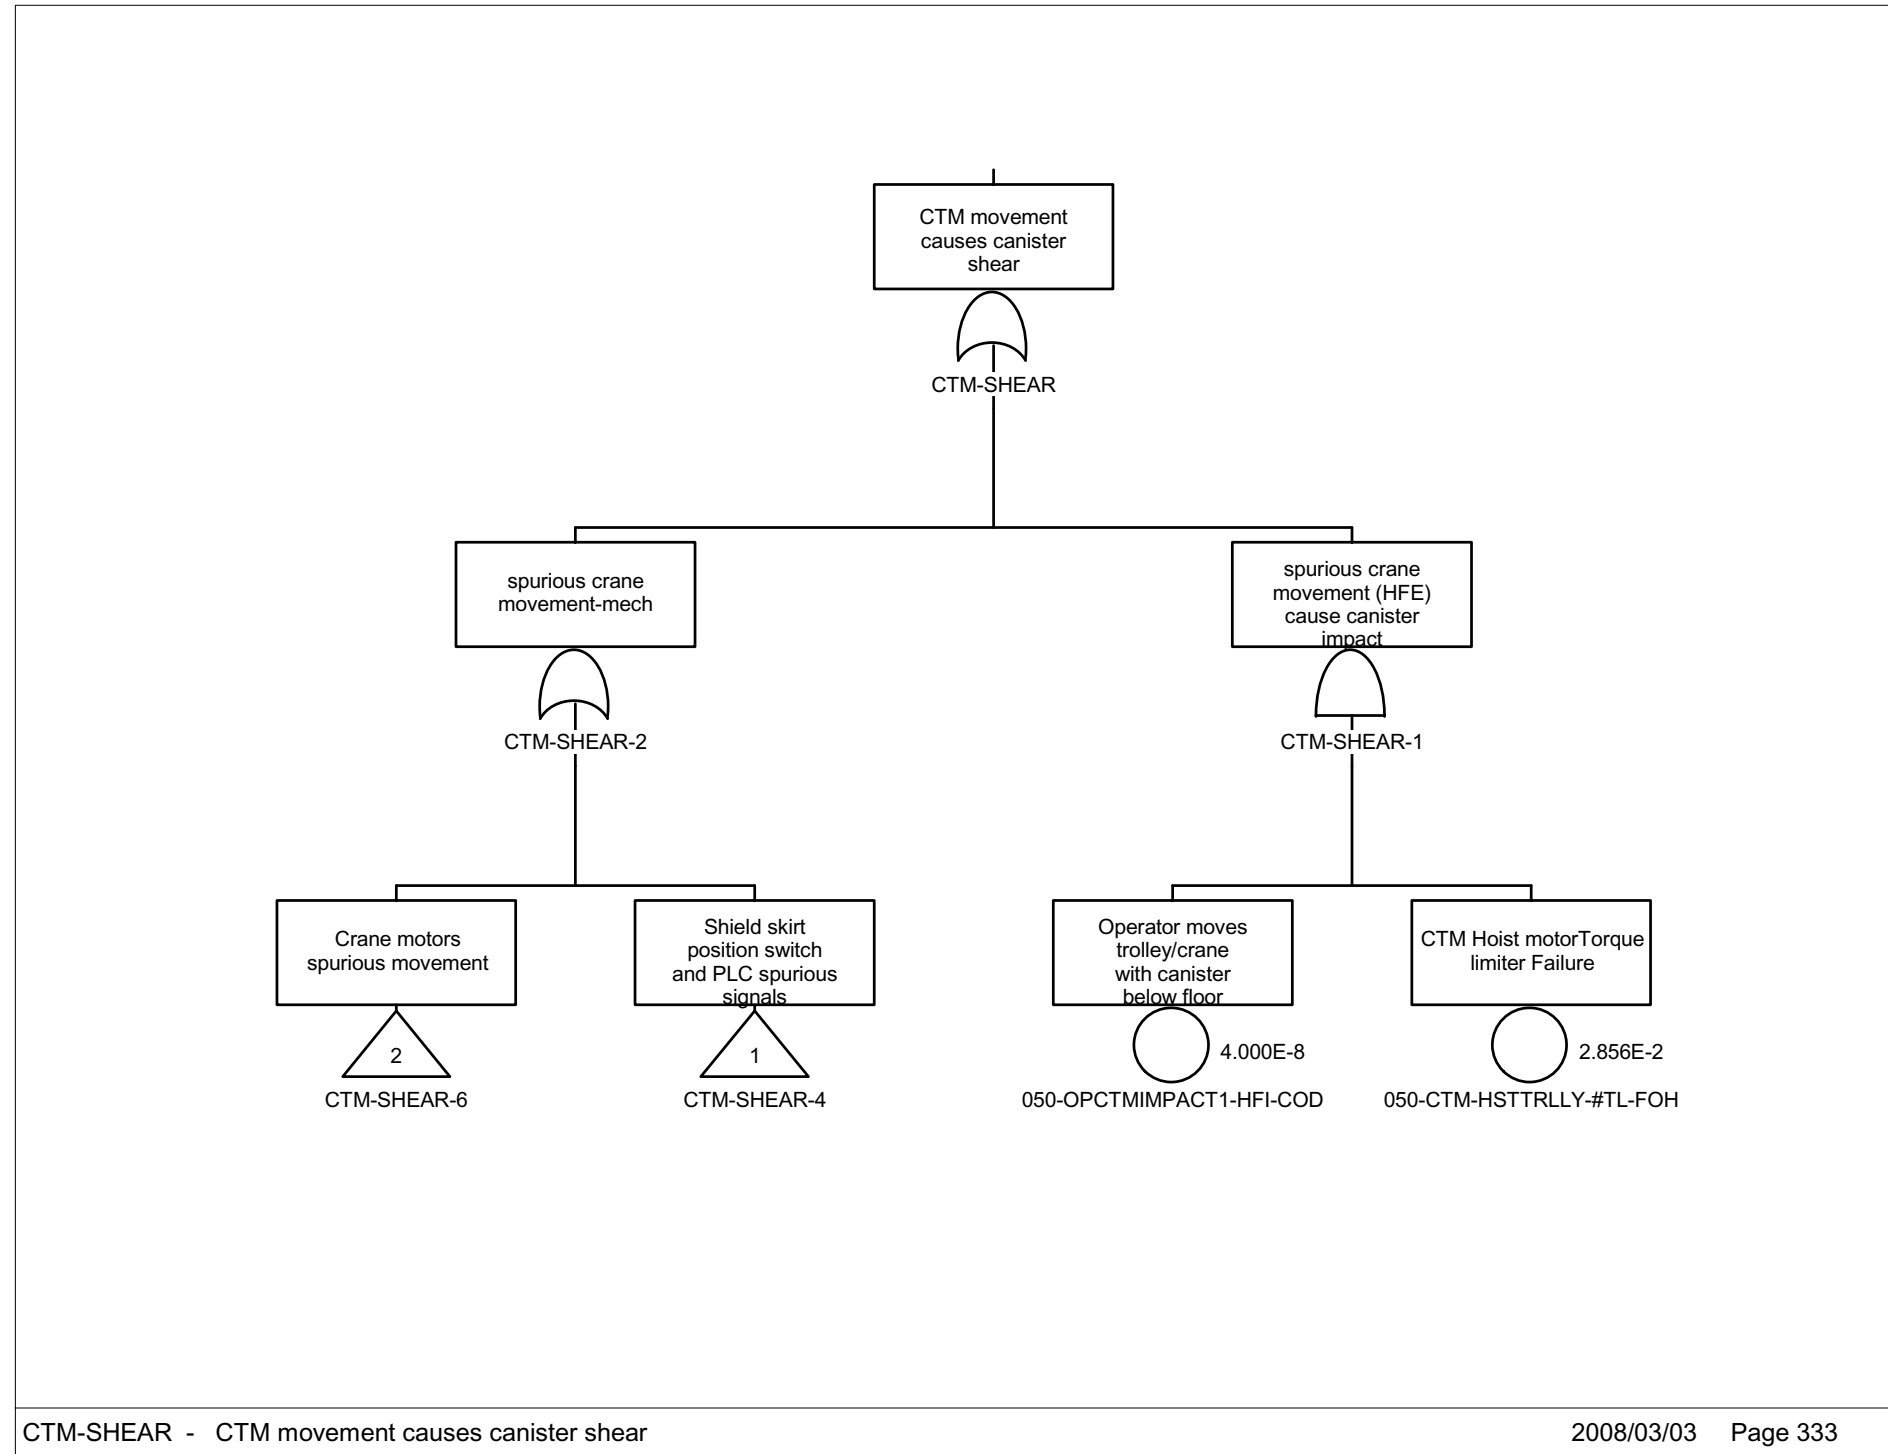 CTM movement
causes canister
shear
CTM-SHEAR
spurious crane
movement-mech
CTM-SHEAR-2
spurious crane
movement (HFE)
cause canister
impact
CTM-SHEAR-1
Crane motors
spurious movement
2
CTM-SHEAR-6
Shield skirt
position switch
and PLC spurious
signals
1
CTM-SHEAR-4
Operator moves
trolley/crane
with canister
below floor
4.000E-8
050-OPCTMIMPACT1-HFI-COD
CTM Hoist motorTorque
limiter Failure
2.856E-2
050-CTM-HSTTRLLY-#TL-FOH
CTM-SHEAR - CTM movement causes canister shear
2008/03/03 Page 333